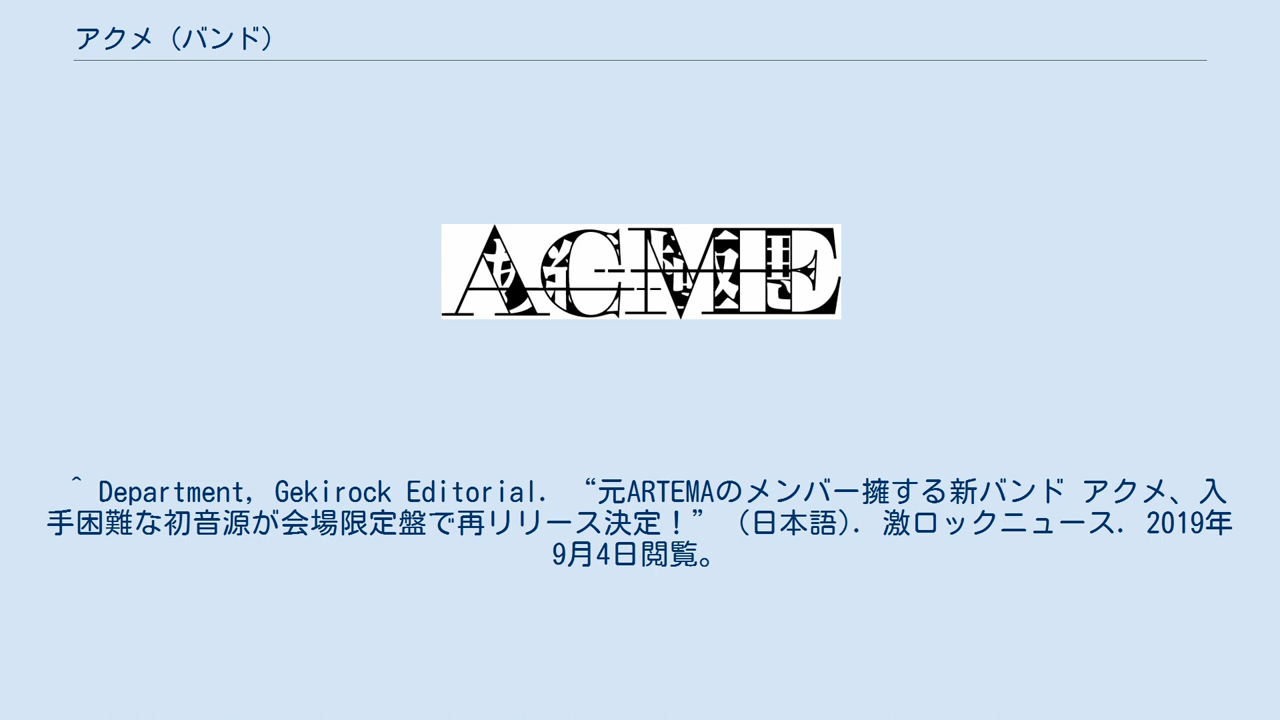 アクメ（バンド）
ACME
^ Department, Gekirock Editorial. “元ARTEMAのメンバー擁する新バンド アクメ、入
手困難な初音源が会場限定盤で再リリース決定！” (日本語). 激ロックニュース. 2019年
9月4日閲覧。